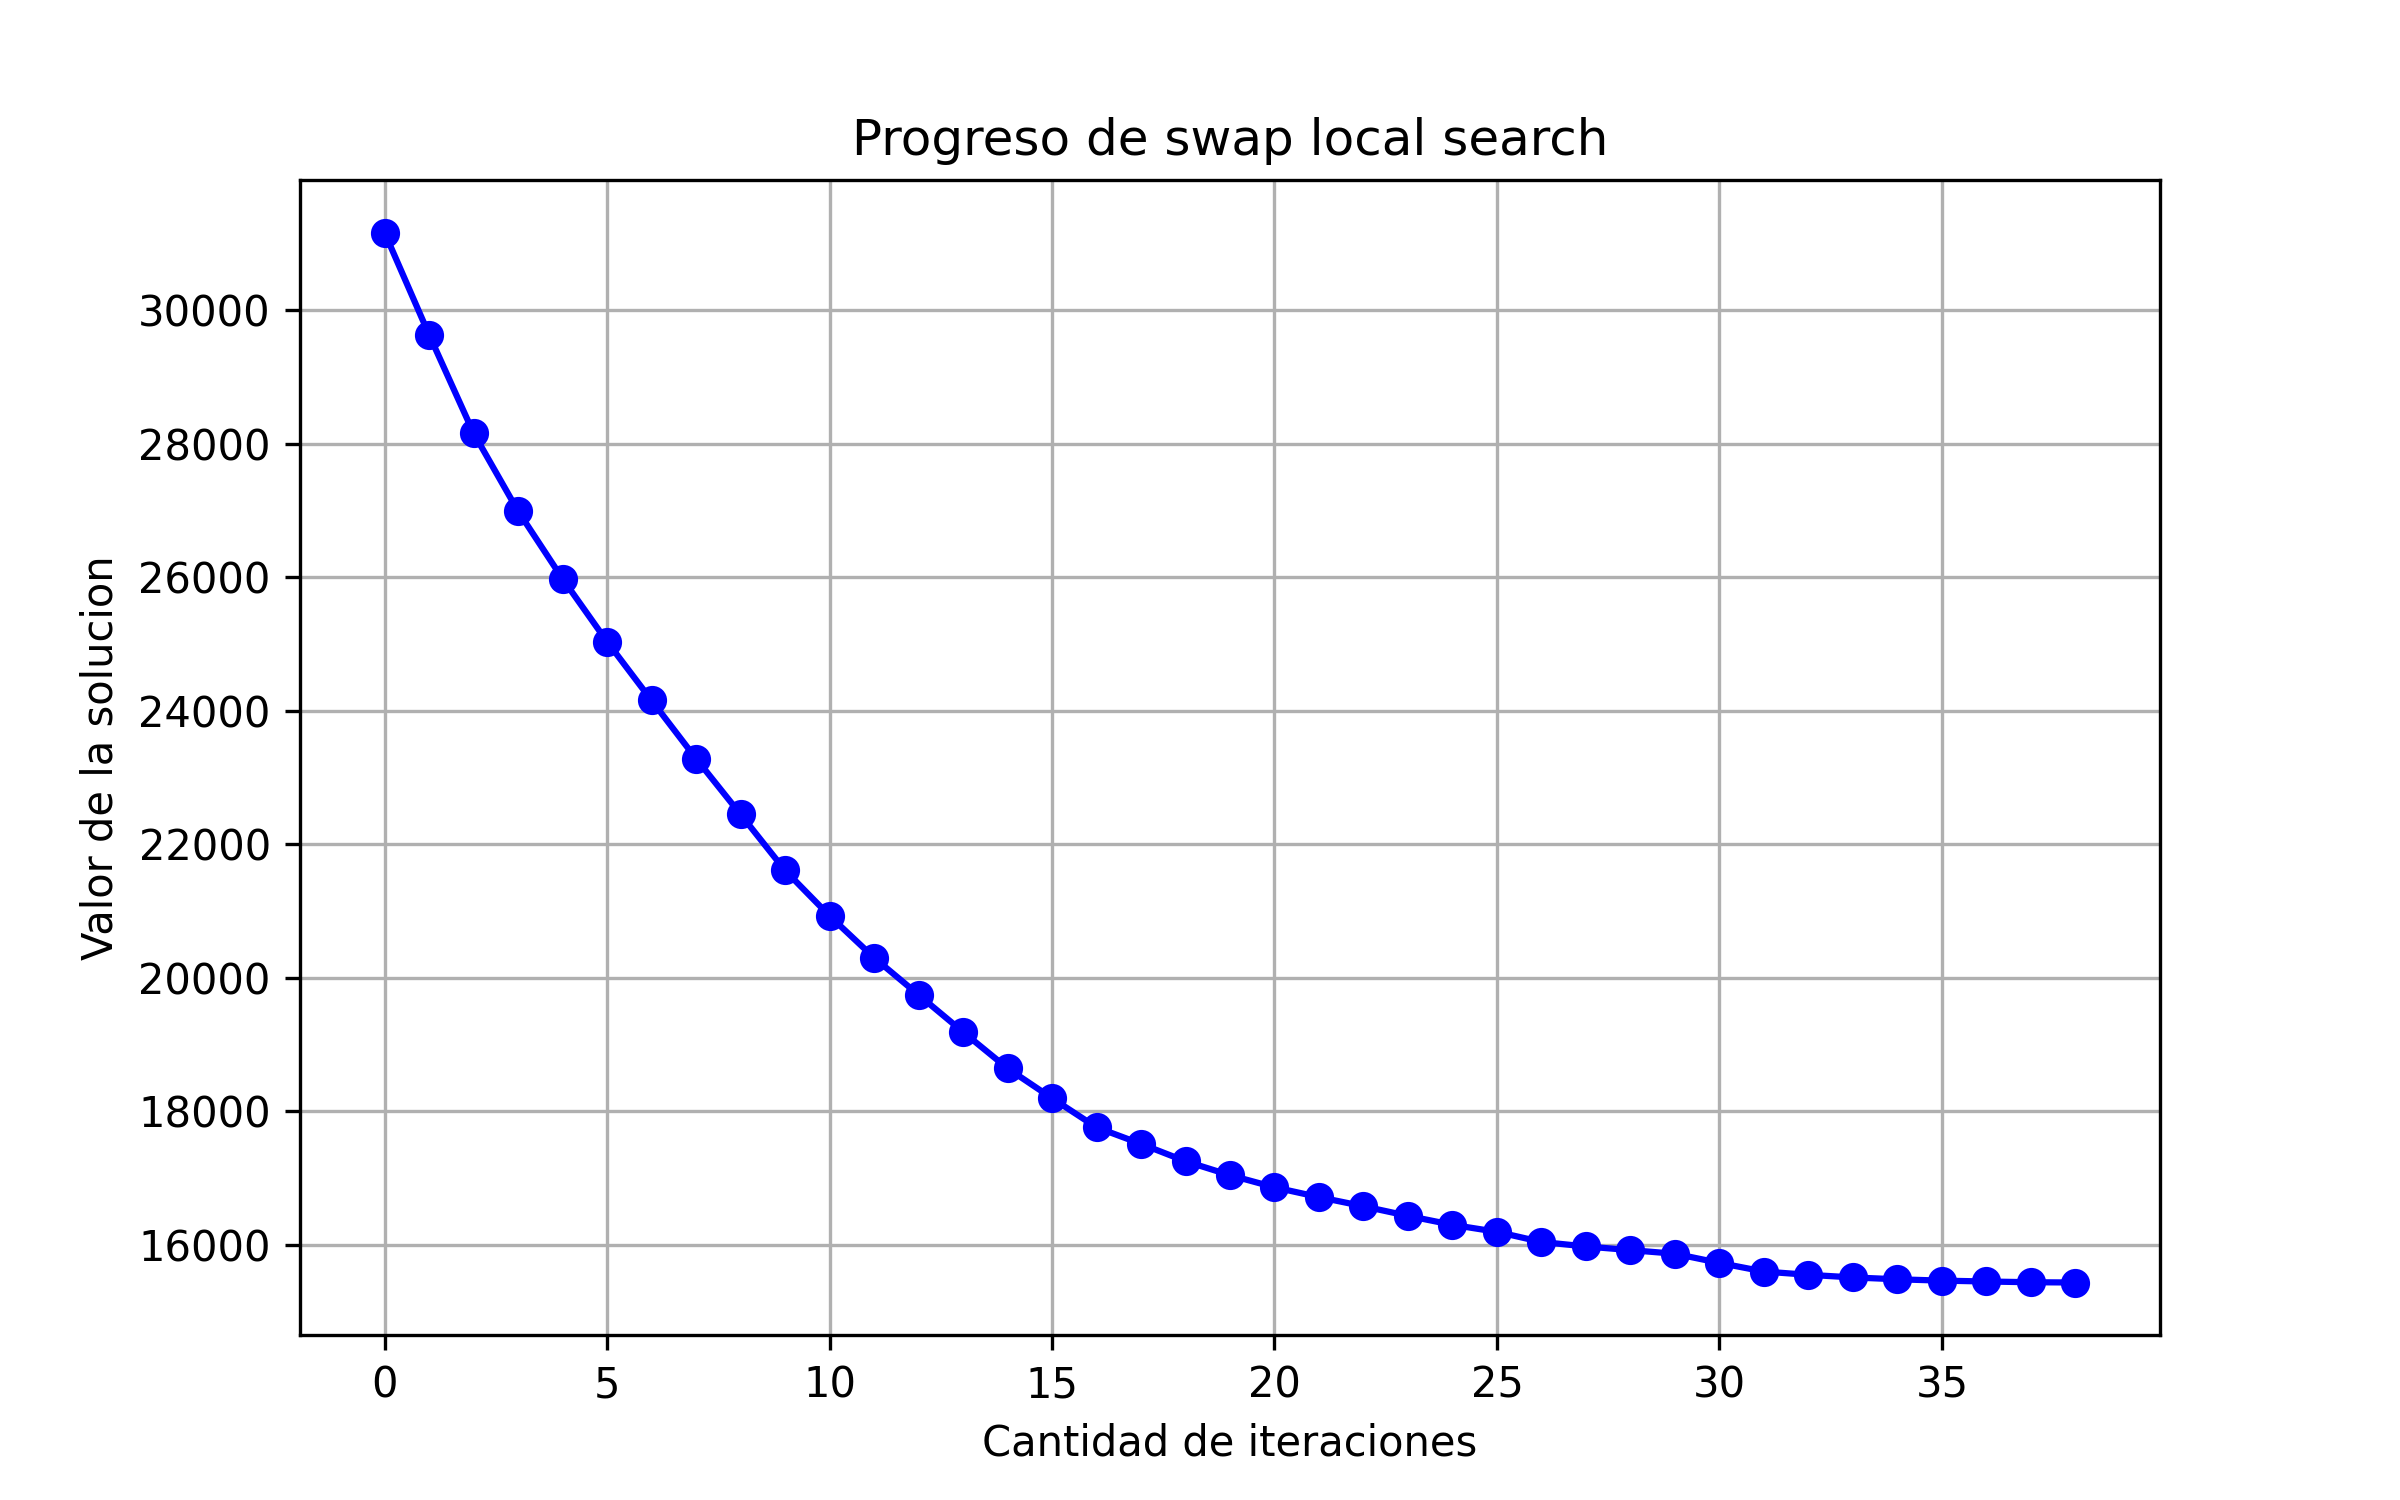 Progreso de swap local search
Valor de la solucion
30000
28000
26000
24000
22000
20000
18000
16000
0 5 10 15 20 25 30 35
Cantidad de iteraciones